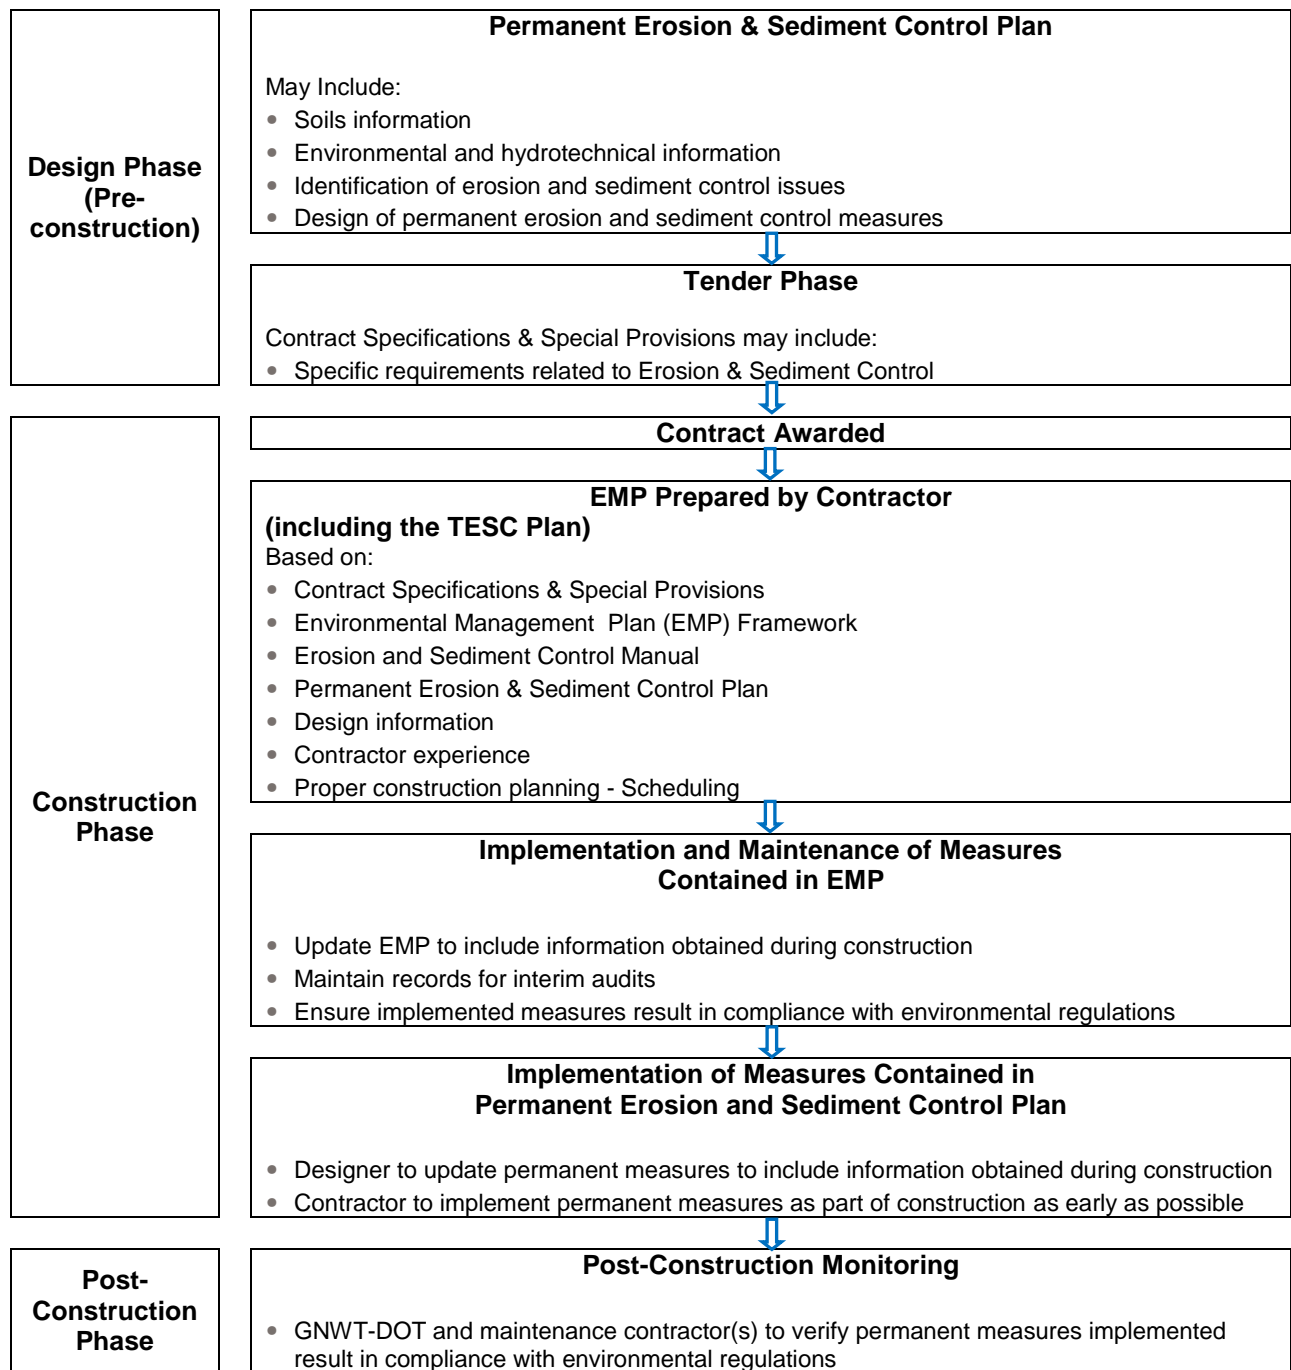 Design Phase
(Pre-
construction)
Permanent Erosion & Sediment Control Plan
May Include:
• Soils information
• Environmental and hydrotechnical information
• Identification of erosion and sediment control issues
• Design of permanent erosion and sediment control measures
Tender Phase
Contract Specifications & Special Provisions may include:
• Specific requirements related to Erosion & Sediment Control
Construction
Phase
Contract Awarded
EMP Prepared by Contractor
(including the TESC Plan)
Based on:
• Contract Specifications & Special Provisions
• Environmental Management Plan (EMP) Framework
• Erosion and Sediment Control Manual
• Permanent Erosion & Sediment Control Plan
• Design information
• Contractor experience
• Proper construction planning - Scheduling
Implementation and Maintenance of Measures
Contained in EMP
• Update EMP to include information obtained during construction
• Maintain records for interim audits
• Ensure implemented measures result in compliance with environmental regulations
Implementation of Measures Contained in
Permanent Erosion and Sediment Control Plan
• Designer to update permanent measures to include information obtained during construction
• Contractor to implement permanent measures as part of construction as early as possible
Post-
Construction
Phase
Post-Construction Monitoring
• GNWT-DOT and maintenance contractor(s) to verify permanent measures implemented
result in compliance with environmental regulations